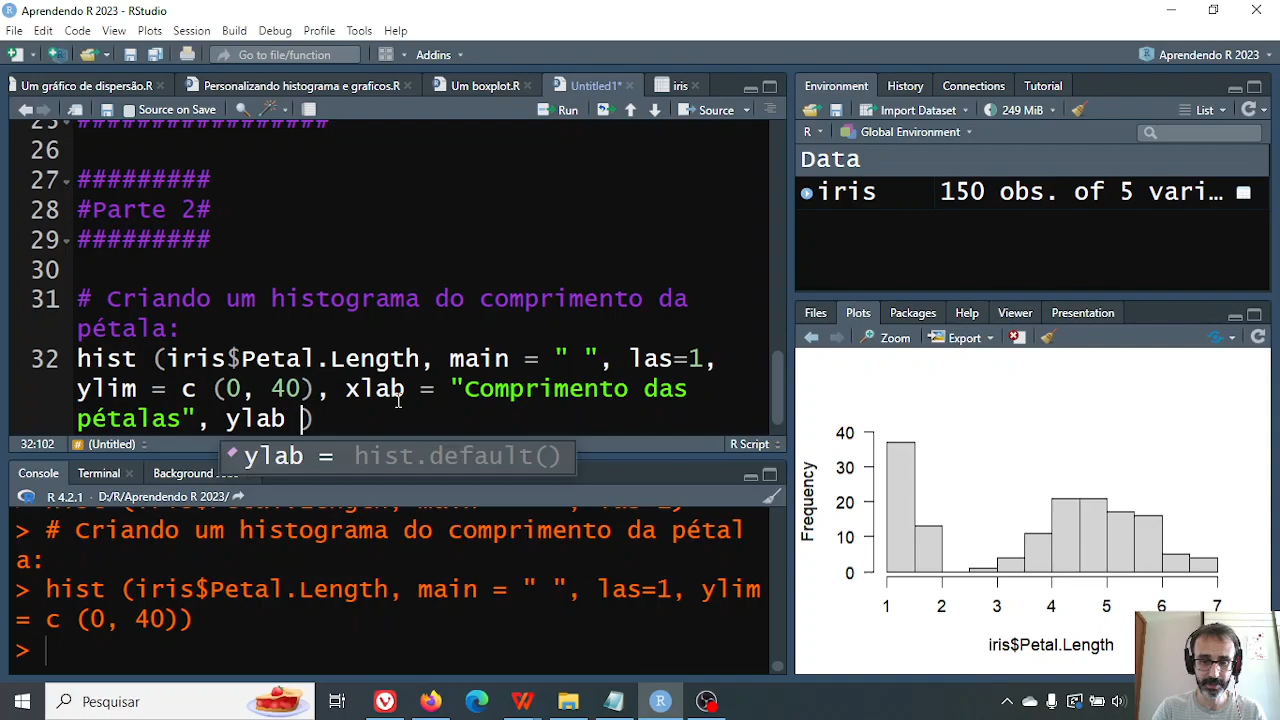 Aprendendo R 2023 - RStudio
File Edit Code View Plots Session Build Debug Profile Tools Help
Go to file/function Addins Aprendendo R 2023
Um gráfico de dispersão.R Personalizando histograma e graficos.R Um boxplot.R Untitled1* iris
Source on Save Run Source
25 #################
26
27 #########
28 #Parte 2#
29 #########
30
31 # Criando um histograma do comprimento da
pétala:
32 hist (iris$Petal.Length, main = " ", las=1,
ylim = c (0, 40), xlab = "Comprimento das
pétalas", ylab )
32:102 (Untitled) R Script
ylab = hist.default()
Console Terminal Background
R 4.2.1 · D:/R/Aprendendo R 2023/
> # Criando um histograma do comprimento da pétal
a:
> hist (iris$Petal.Length, main = " ", las=1, ylim
= c (0, 40))
>
Environment History Connections Tutorial
Import Dataset 249 MiB List
R Global Environment
Data
iris 150 obs. of 5 vari…
Files Plots Packages Help Viewer Presentation
Zoom Export
Frequency
40
30
20
10
0
1 2 3 4 5 6 7
iris$Petal.Length
Pesquisar